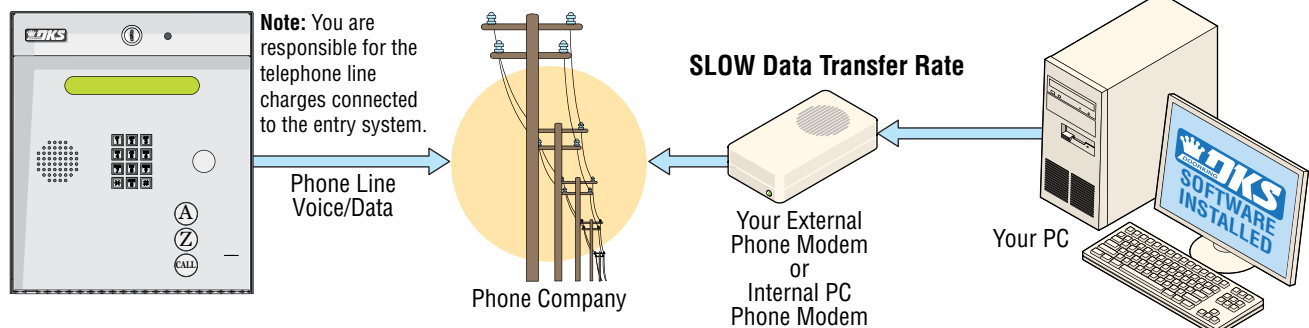 DKS
Note: You are
responsible for the
telephone line
charges connected
to the entry system.
A
Z
CALL
Phone Line
Voice/Data
Phone Company
SLOW Data Transfer Rate
Your External
Phone Modem
or
Internal PC
Phone Modem
Your PC
DOORKING
DKS
SOFTWARE
INSTALLED